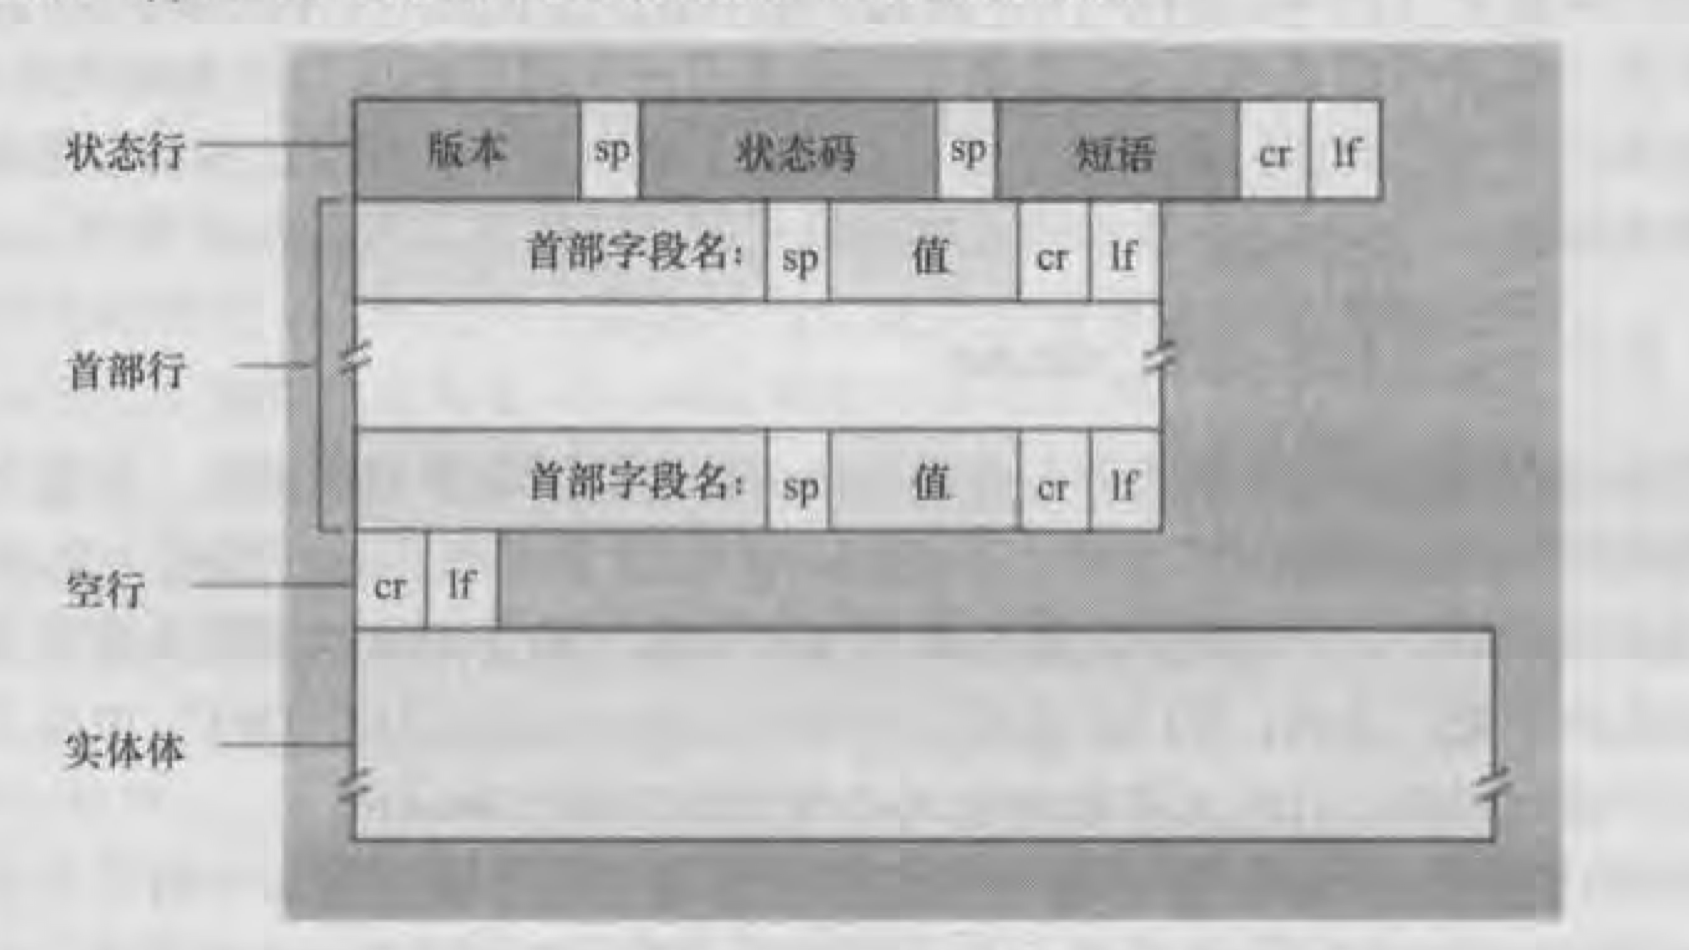 状态行 版本 sp 状态码 sp 短语 cr lf
首部字段名: sp 值 cr lf
首部行
首部字段名: sp 值 cr lf
空行 cr lf
实体体